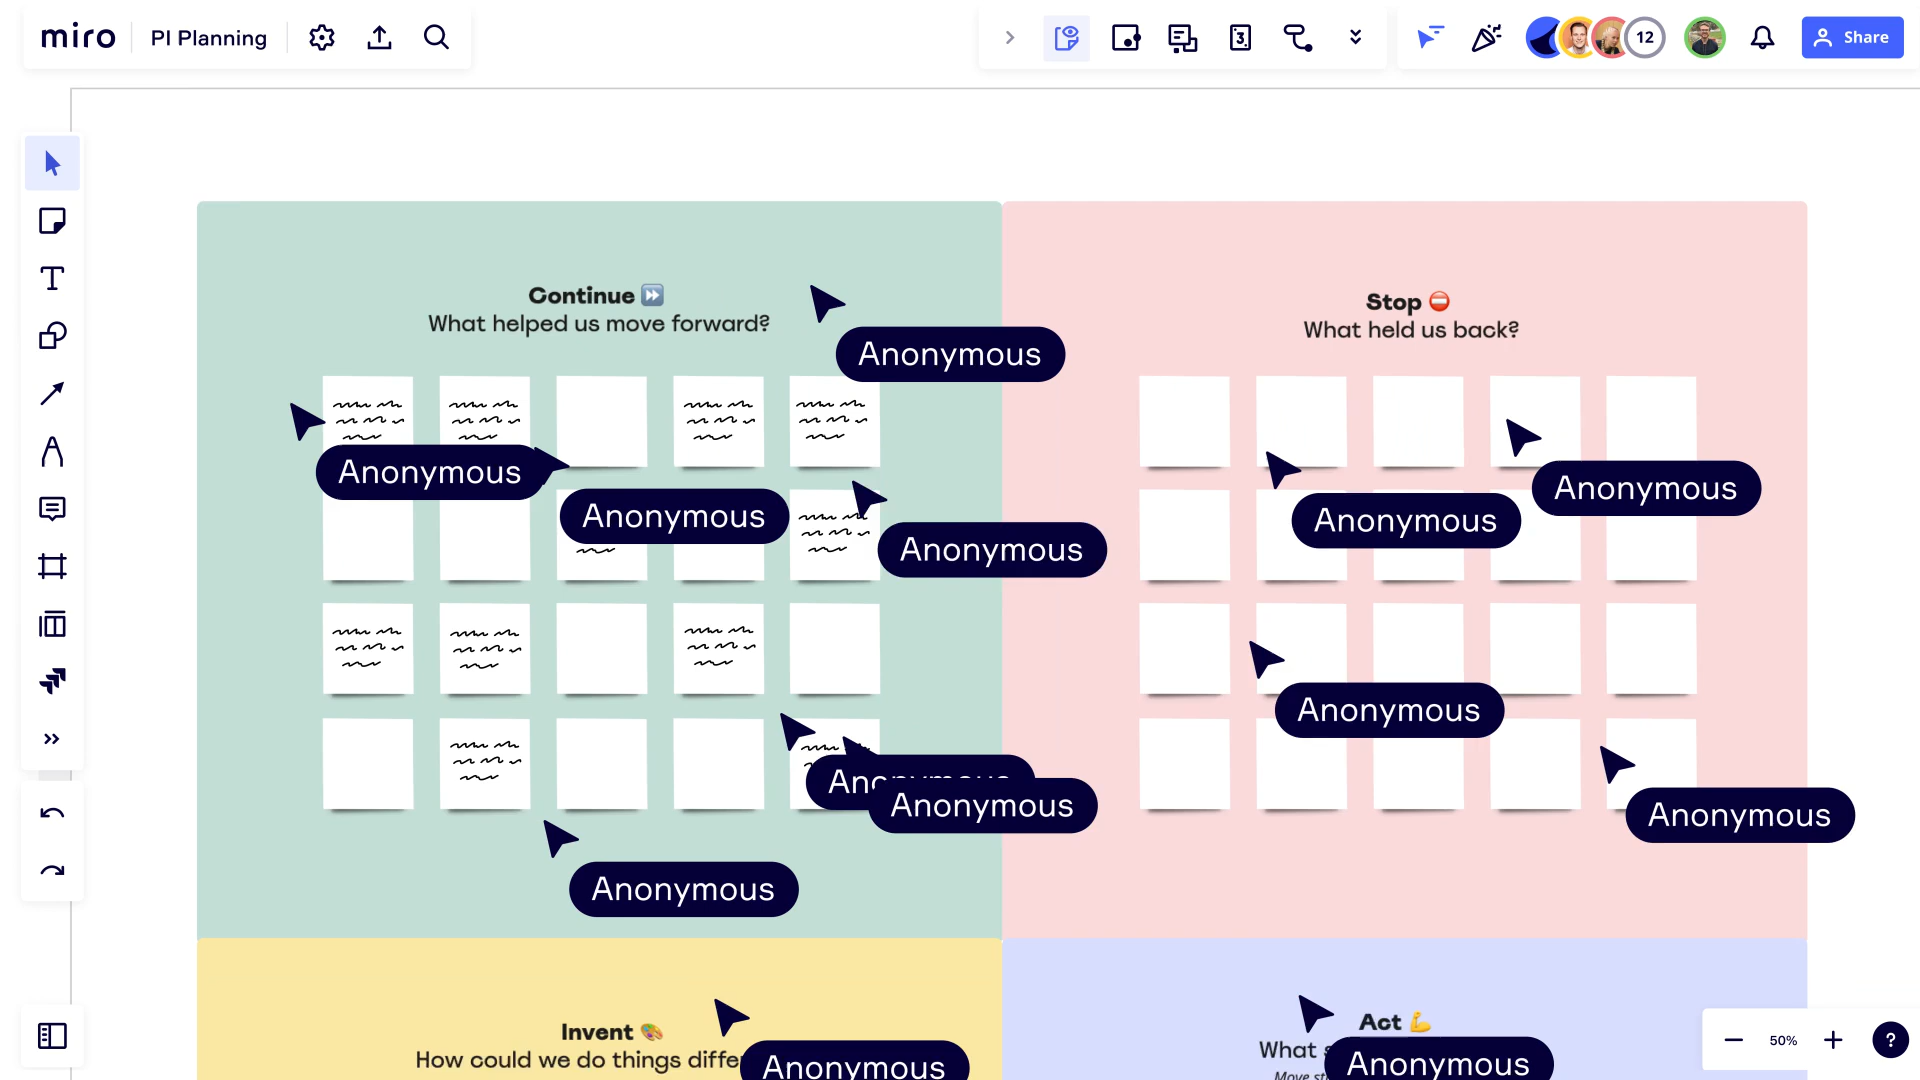 miro
PI Planning
3
12
Share
Continue
What helped us move forward?
Stop
What held us back?
Anonymous
Anonymous
Anonymous
Anonymous
Anonymous
Anonymous
Anonymous
Anonymous
Anonymous
Anonymous
Anonymous
Invent
How could we do things
Anonymous
Act
What
Anonymous
Move
50%
?